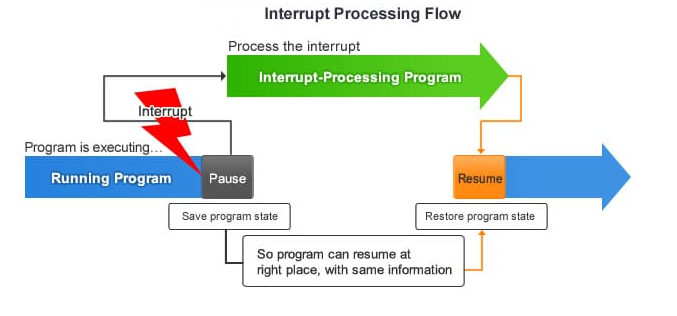 Interrupt Processing Flow
Process the interrupt
Interrupt-Processing Program
Interrupt
Program is executing...
Running Program
Pause
Resume
Save program state
Restore program state
So program can resume at
right place, with same information